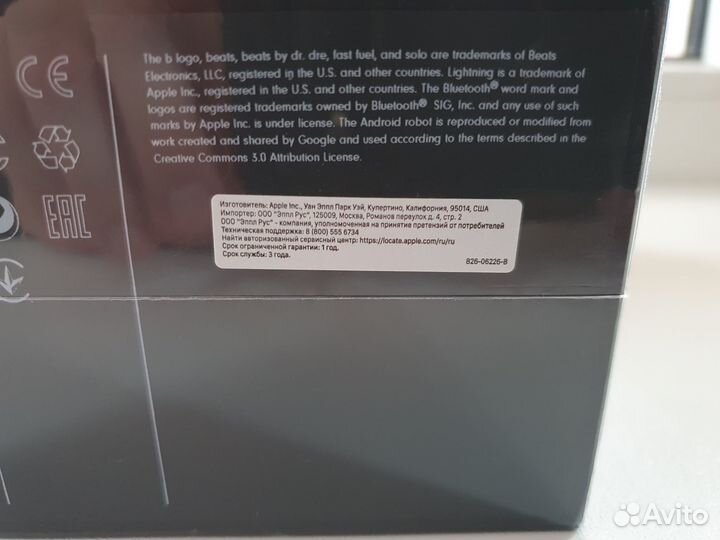 The b logo, beats, beats by dr. dre, fast fuel, and solo are trademarks of Beats
Electronics, LLC, registered in the U.S. and other countries. Lightning is a trademark of
Apple Inc., registered in the U.S. and other countries. The Bluetooth® word mark and
logos are registered trademarks owned by Bluetooth® SIG, Inc. and any use of such
marks by Apple Inc. is under license. The Android robot is reproduced or modified from
work created and shared by Google and used according to the terms described in the
Creative Commons 3.0 Attribution License.
CE
EAC
Изготовитель: Apple Inc., Уан Эппл Парк Уэй, Купертино, Калифорния, 95014, США
Импортер: ООО "Эппл Рус", 125009, Москва, Романов переулок д. 4, стр. 2
ООО "Эппл Рус" - компания, уполномоченная на принятие претензий от потребителей
Техническая поддержка: 8 (800) 555 6734
Найти авторизованный сервисный центр: https://locate.apple.com/ru/ru
Срок ограниченной гарантии: 1 год.
Срок службы: 3 года.
826-06226-B
Avito